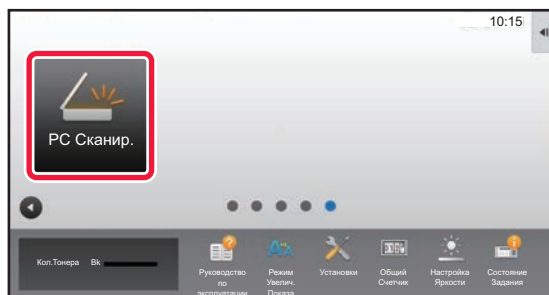 10:15
PC Сканир.
Кол.Тонера Bk
Руководство
по
эксплуатации
Режим
Увелич.
Показа
Установки
Общий
Счетчик
Настройка
Яркости
Состояние
Задания